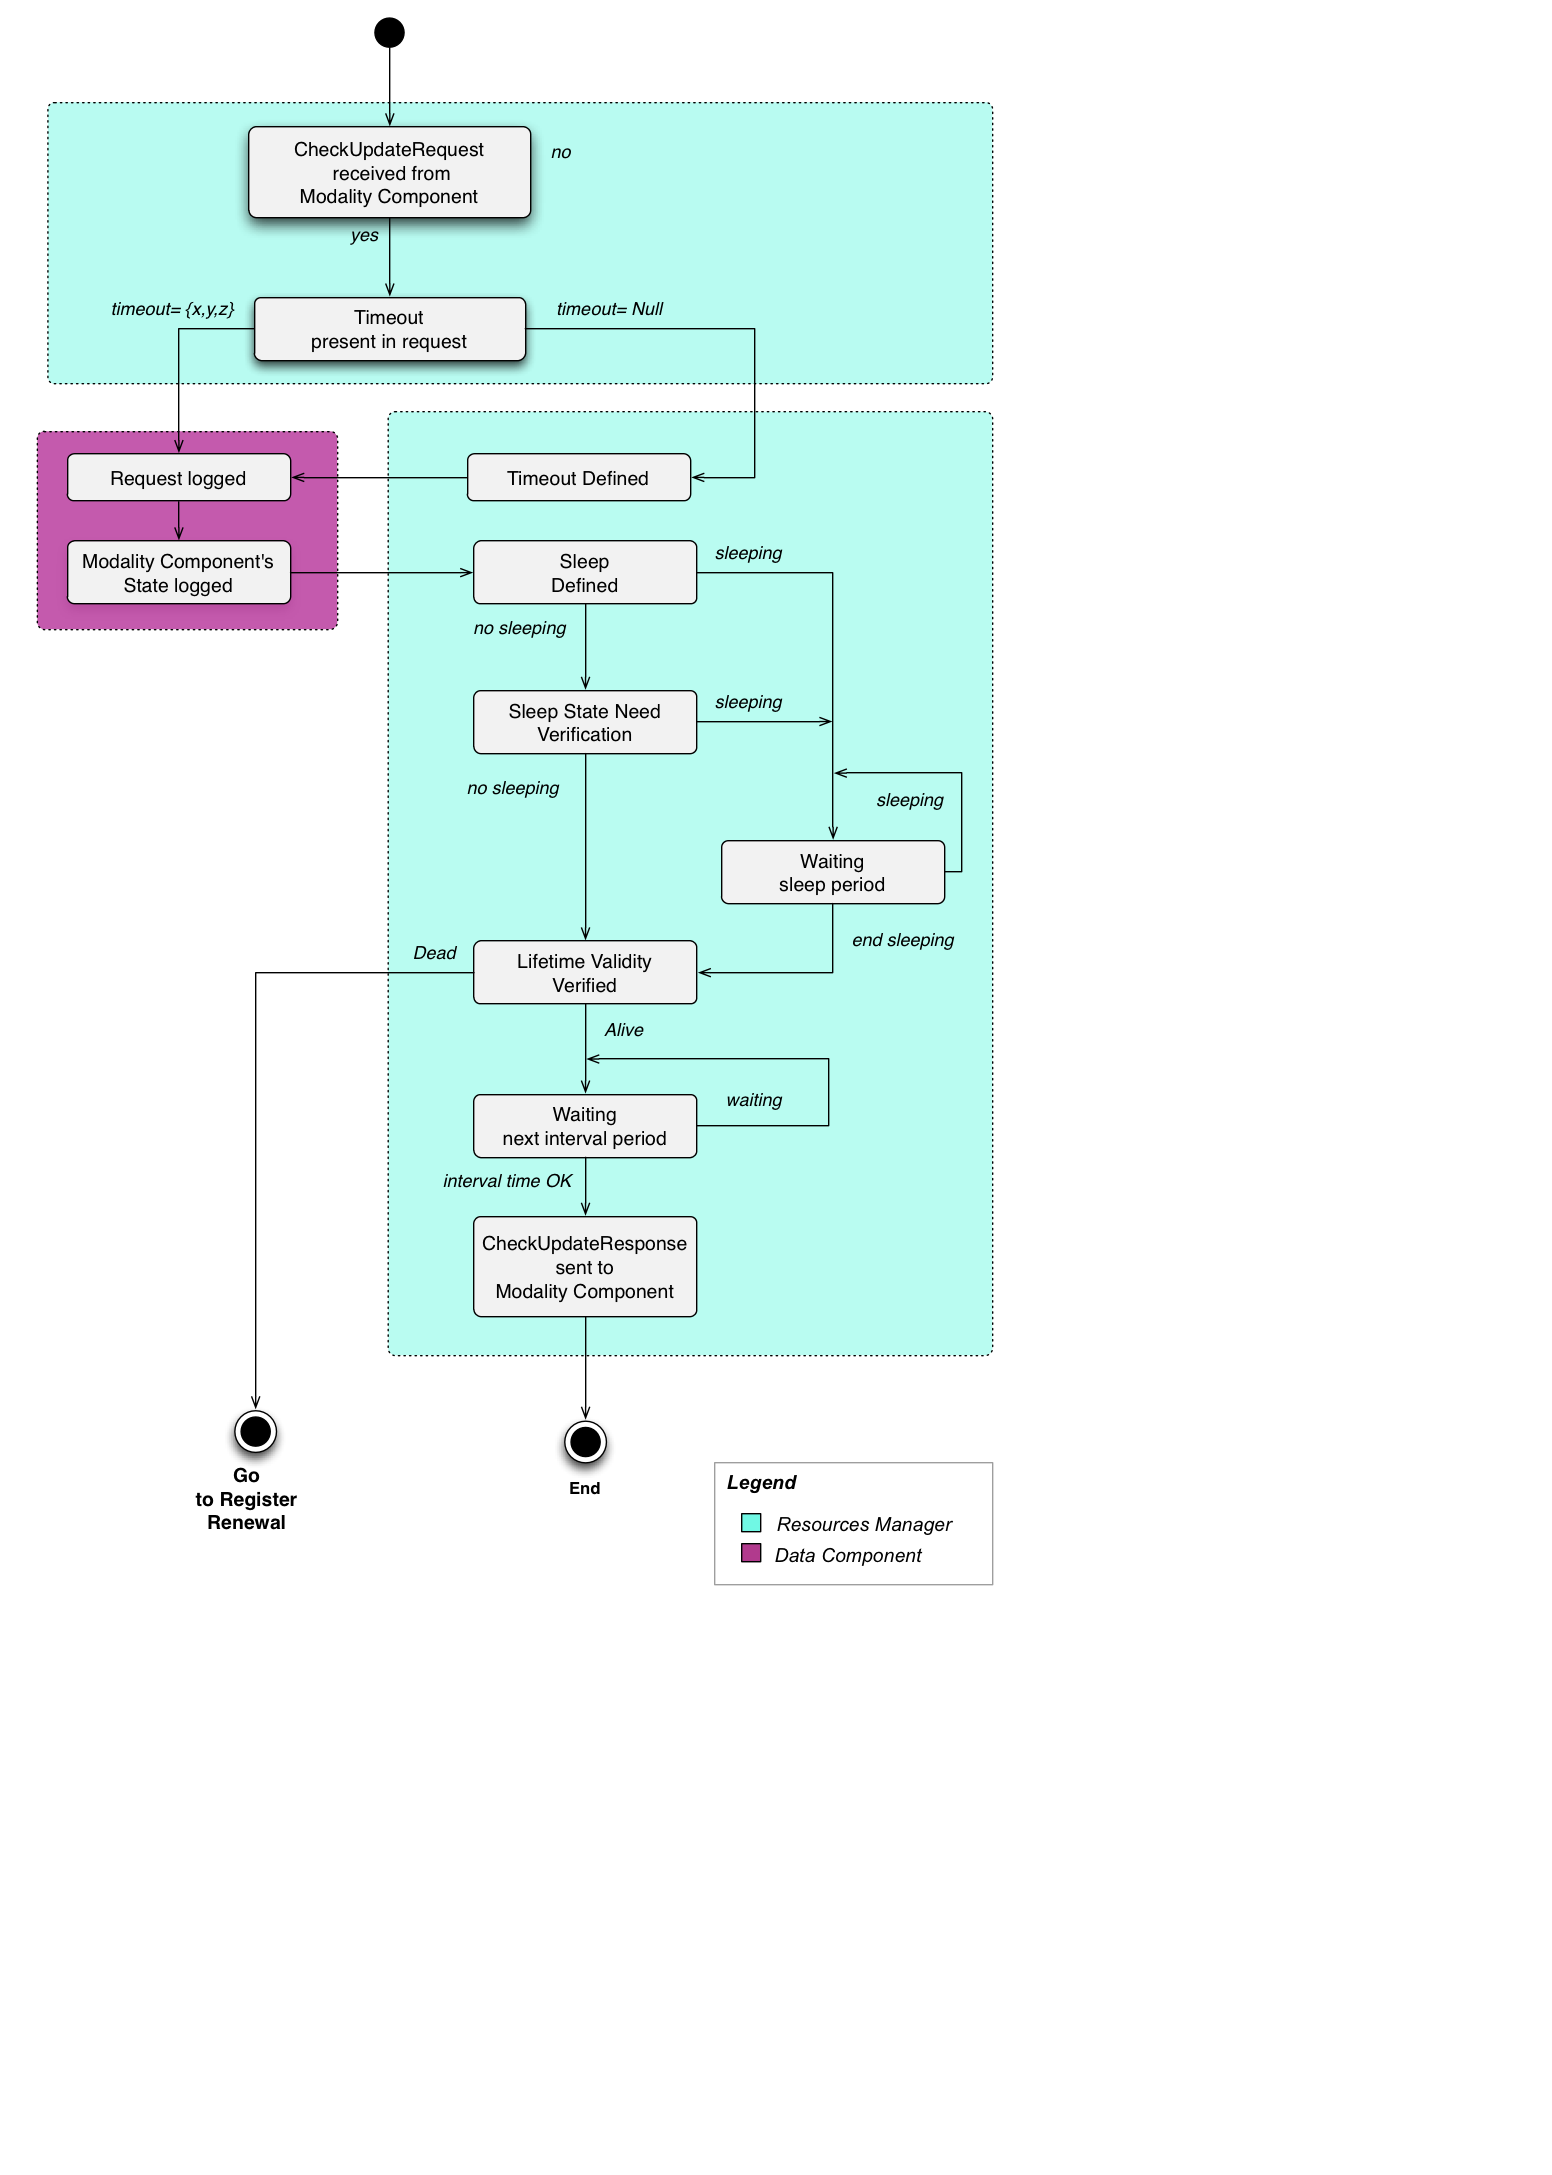 CheckUpdateRequest
received from
Modality Component
no
yes
timeout= {x,y,z}
Timeout
present in request
timeout= Null
Request logged
Timeout Defined
Modality Component's
State logged
Sleep
Defined
sleeping
no sleeping
Sleep State Need
Verification
sleeping
no sleeping
sleeping
Waiting
sleep period
end sleeping
Dead
Lifetime Validity
Verified
Alive
waiting
Waiting
next interval period
interval time OK
CheckUpdateResponse
sent to
Modality Component
Go
to Register
Renewal
End
Legend
Resources Manager
Data Component